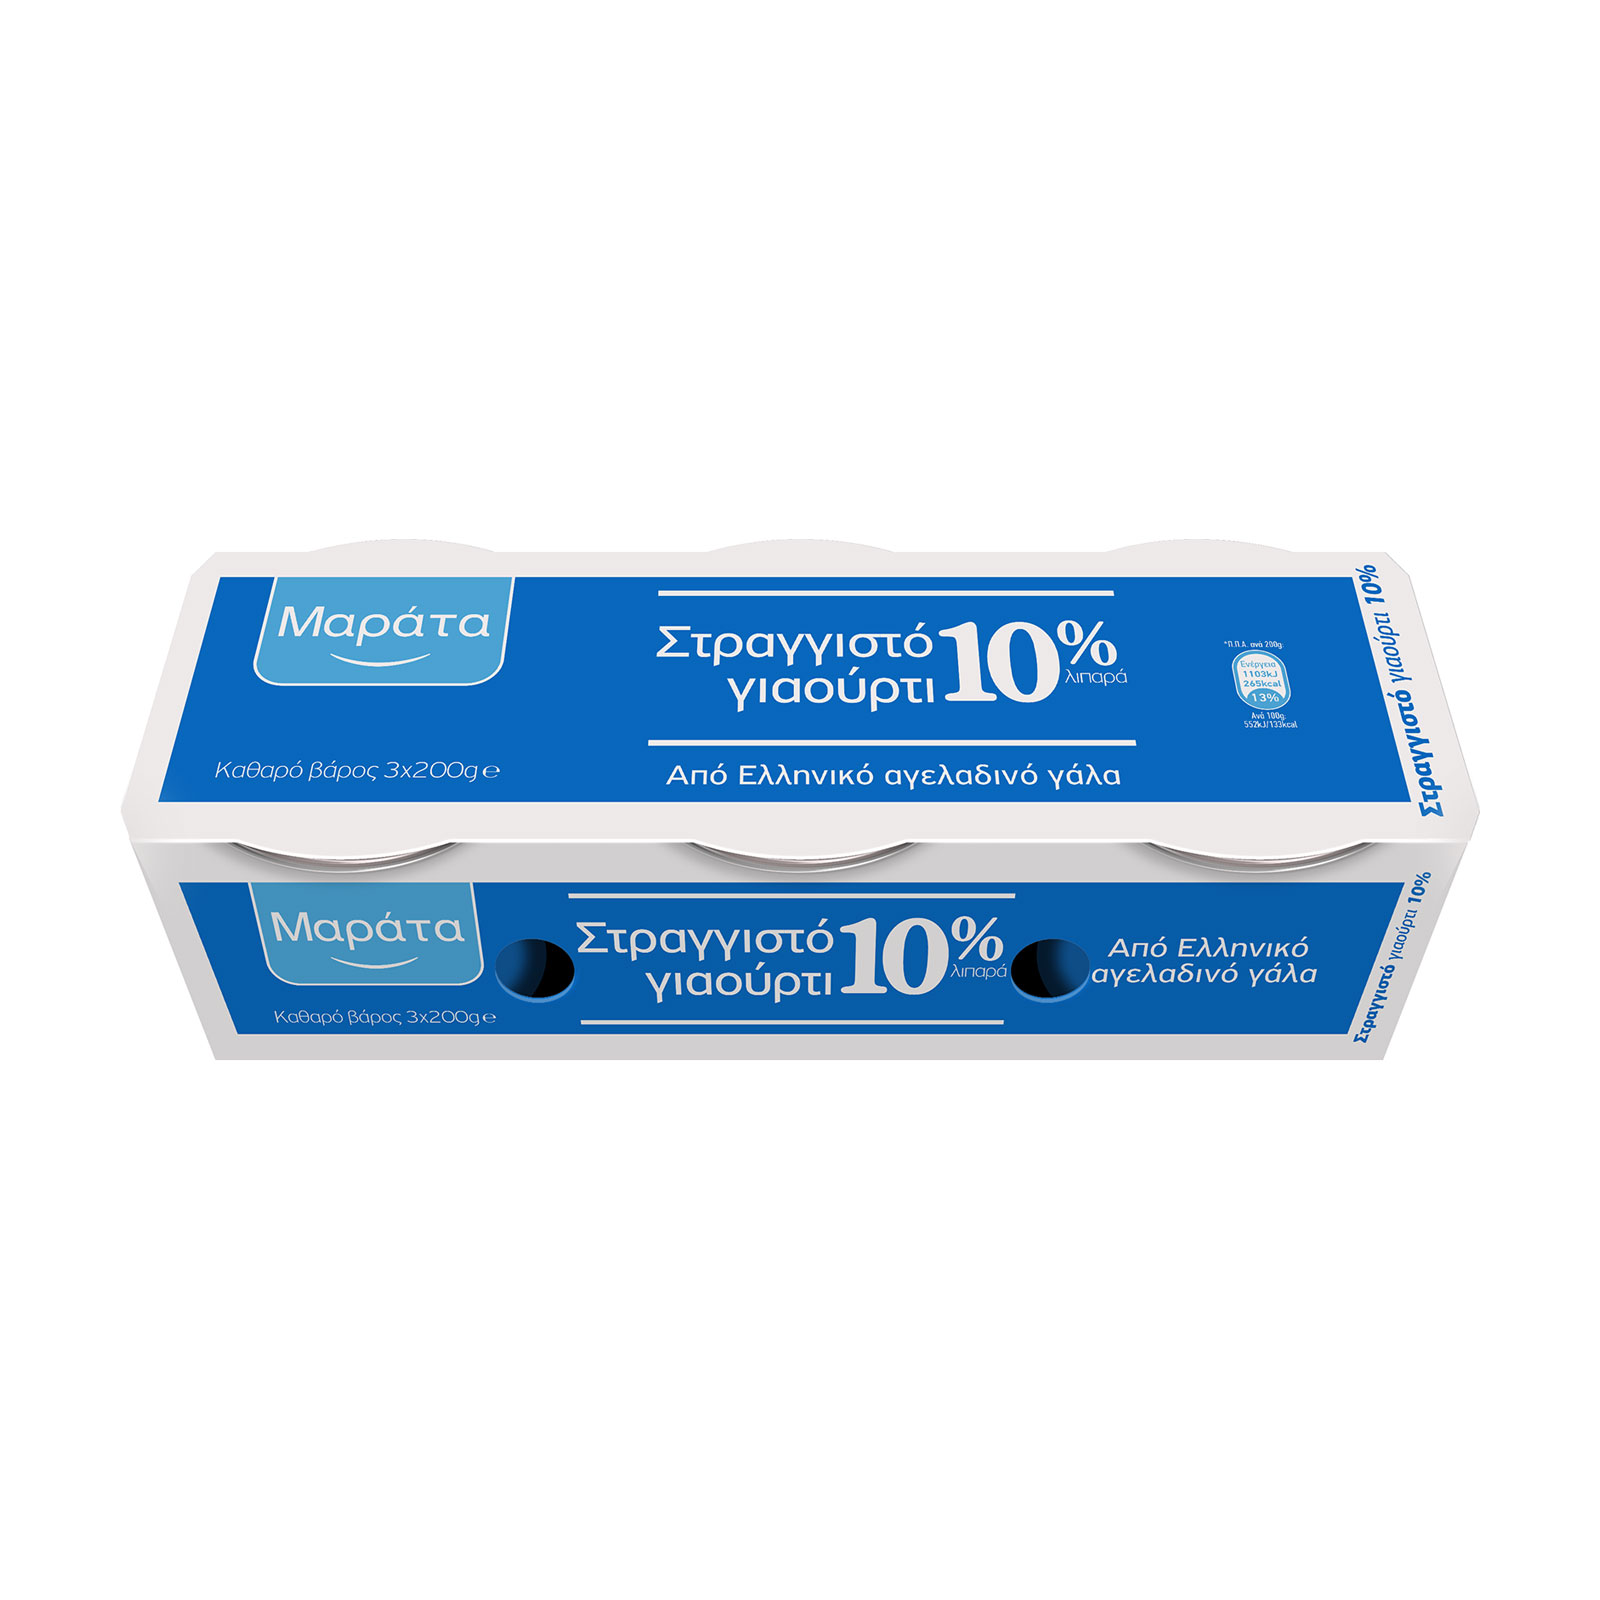 Μαράτα
Στραγγιστό
γιαούρτι
10%
λιπαρά
Από Ελληνικό αγελαδινό γάλα
Καθαρό βάρος 3x200g e
*Π.Π.Α. ανά 200g:
Ενέργεια
1103kJ
265kcal
13%
Ανά 100g:
552kJ/133kcal
Στραγγιστό γιαούρτι 10%
Μαράτα
Καθαρό βάρος 3x200g e
Στραγγιστό
γιαούρτι
10%
λιπαρά
Από Ελληνικό
αγελαδινό γάλα
Στραγγιστό γιαούρτι 10%